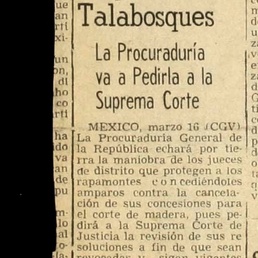 Talabosques
La Procuraduría
va a Pedirla a la
Suprema Corte
MEXICO, marzo 16 (CGV)
La Procuraduría General de
la República echará por tie-
rra la maniobra de los jueces
de distrito que protegen a los
rapamontes concediéndoles
amparos contra la cancela-
ción de sus concesiones para
el corte de madera, pues pe-
dirá a la Suprema Corte de
Justicia la revisión de sus re
soluciones a fin de que sean